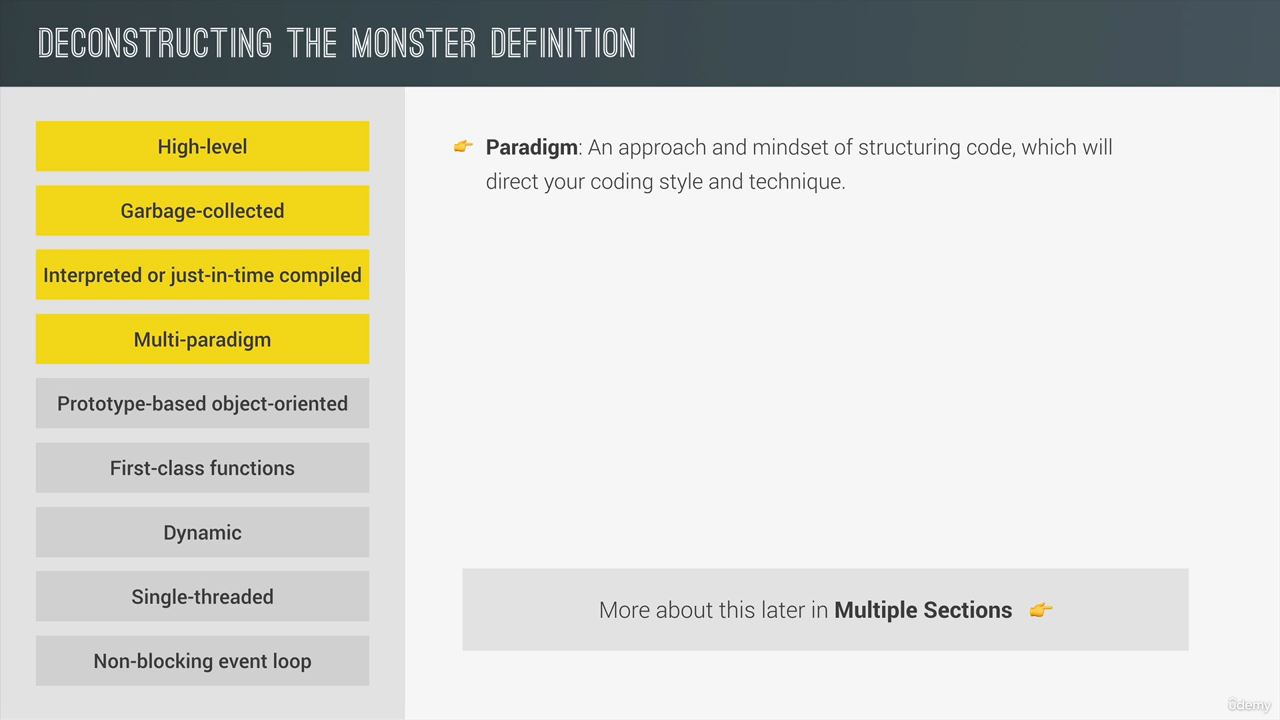 DECONSTRUCTING THE MONSTER DEFINITION
High-level
Garbage-collected
Interpreted or just-in-time compiled
Multi-paradigm
Prototype-based object-oriented
First-class functions
Dynamic
Single-threaded
Non-blocking event loop
👉 Paradigm: An approach and mindset of structuring code, which will
direct your coding style and technique.
More about this later in Multiple Sections 👉
ûdemy